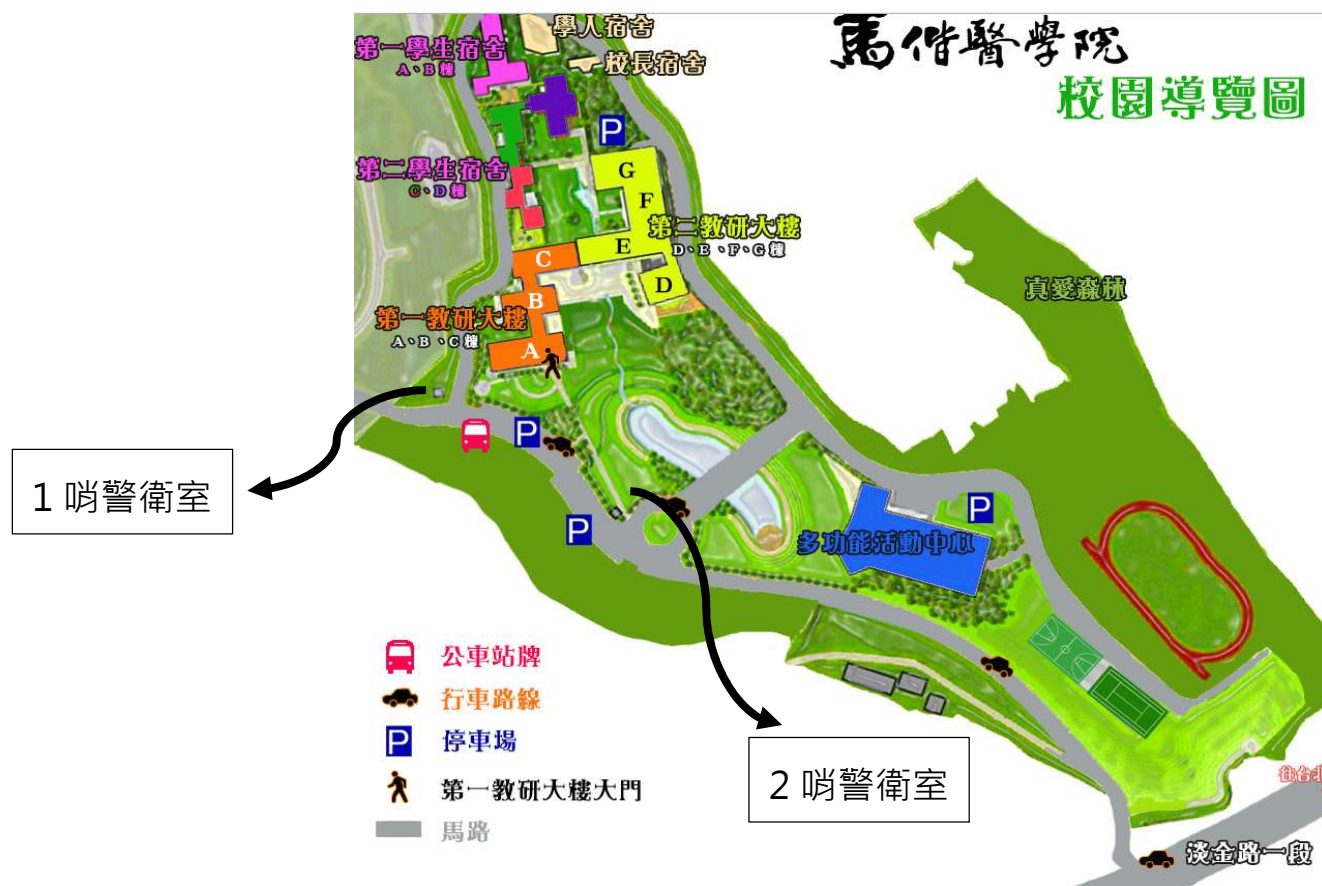 馬偕醫學院
校園導覽圖
學人宿舍
第一學生宿舍
A、B棟
校長宿舍
P
第二學生宿舍
C、D棟
G
F
第二教研大樓
D、E、F、G棟
E
C
D
B
真愛森林
第一教研大樓
A、B、C棟
A
P
1 哨警衛室
P
P
多功能活動中心
公車站牌
行車路線
P 停車場
第一教研大樓大門
馬路
2 哨警衛室
往台北
淡金路一段